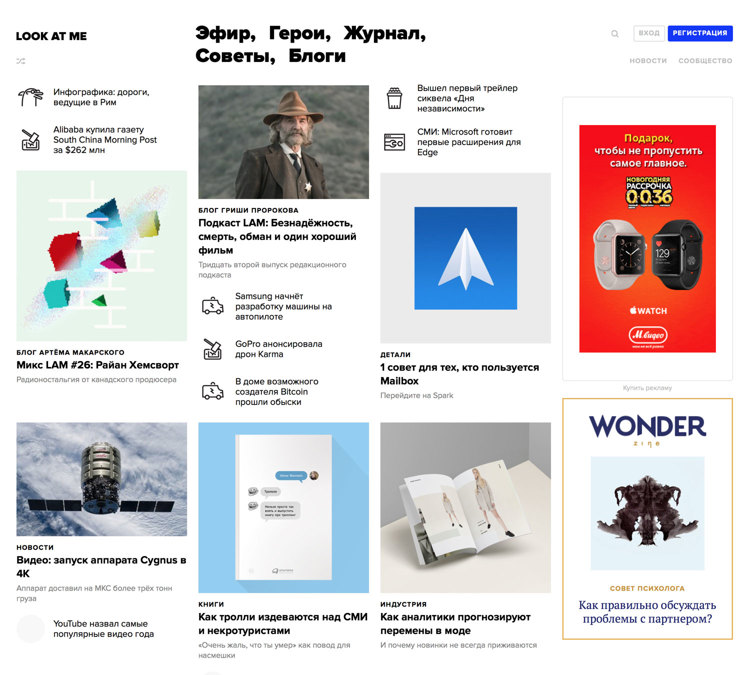 LOOK AT ME
Эфир, Герои, Журнал,
Советы, Блоги
ВХОД
РЕГИСТРАЦИЯ
НОВОСТИ
СООБЩЕСТВО
Инфографика: дороги,
ведущие в Рим
Alibaba купила газету
South China Morning Post
за $262 млн
БЛОГ АРТЁМА МАКАРСКОГО
Микс LAM #26: Райан Хемсворт
Радионостальгия от канадского продюсера
НОВОСТИ
Видео: запуск аппарата Cygnus в
4K
Аппарат доставил на МКС более трёх тонн
груза
YouTube назвал самые
популярные видео года
БЛОГ ГРИШИ ПРОРОКОВА
Подкаст LAM: Безнадёжность,
смерть, обман и один хороший
фильм
Тридцать второй выпуск редакционного
подкаста
Samsung начнёт
разработку машины на
автопилоте
GoPro анонсировала
дрон Karma
В доме возможного
создателя Bitcoin
прошли обыски
КНИГИ
Как тролли издеваются над СМИ
и некротуристами
«Очень жаль, что ты умер» как повод для
насмешки
Вышел первый трейлер
сиквела «Дня
независимости»
СМИ: Microsoft готовит
первые расширения для
Edge
ДЕТАЛИ
1 совет для тех, кто пользуется
Mailbox
Перейдите на Spark
ИНДУСТРИЯ
Как аналитики прогнозируют
перемены в моде
И почему новинки не всегда приживаются
Подарок,
чтобы не пропустить
самое главное.
НОВОГОДНЯЯ
РАССРОЧКА
0·0·36
WATCH
М.видео
Купить рекламу
WONDER
zine
СОВЕТ ПСИХОЛОГА
Как правильно обсуждать
проблемы с партнером?